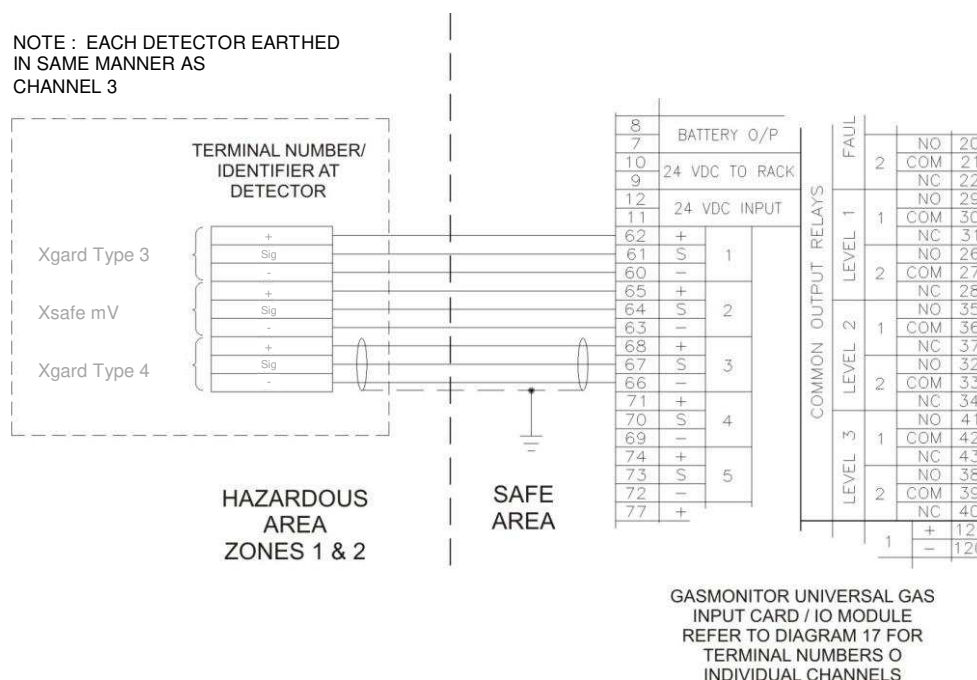 NOTE : EACH DETECTOR EARTHED
IN SAME MANNER AS
CHANNEL 3
TERMINAL NUMBER/
IDENTIFIER AT
DETECTOR
Xgard Type 3
+
Sig
-
Xsafe mV
+
Sig
-
Xgard Type 4
+
Sig
-
HAZARDOUS
AREA
ZONES 1 & 2
SAFE
AREA
8
7
BATTERY O/P
10
9
24 VDC TO RACK
12
11
24 VDC INPUT
62 +
61 S 1
60 -
65 +
64 S 2
63 -
68 +
67 S 3
66 -
71 +
70 S 4
69 -
74 +
73 S 5
72 -
77 +
COMMON OUTPUT RELAYS
FAUL
2
NO 20
COM 21
NC 22
LEVEL 1
1
NO 29
COM 30
NC 31
2
NO 26
COM 27
NC 28
LEVEL 2
1
NO 35
COM 36
NC 37
2
NO 32
COM 33
NC 34
LEVEL 3
1
NO 41
COM 42
NC 43
2
NO 38
COM 39
NC 40
1
+ 12
- 120
GASMONITOR UNIVERSAL GAS
INPUT CARD / IO MODULE
REFER TO DIAGRAM 17 FOR
TERMINAL NUMBERS O
INDIVIDUAL CHANNELS